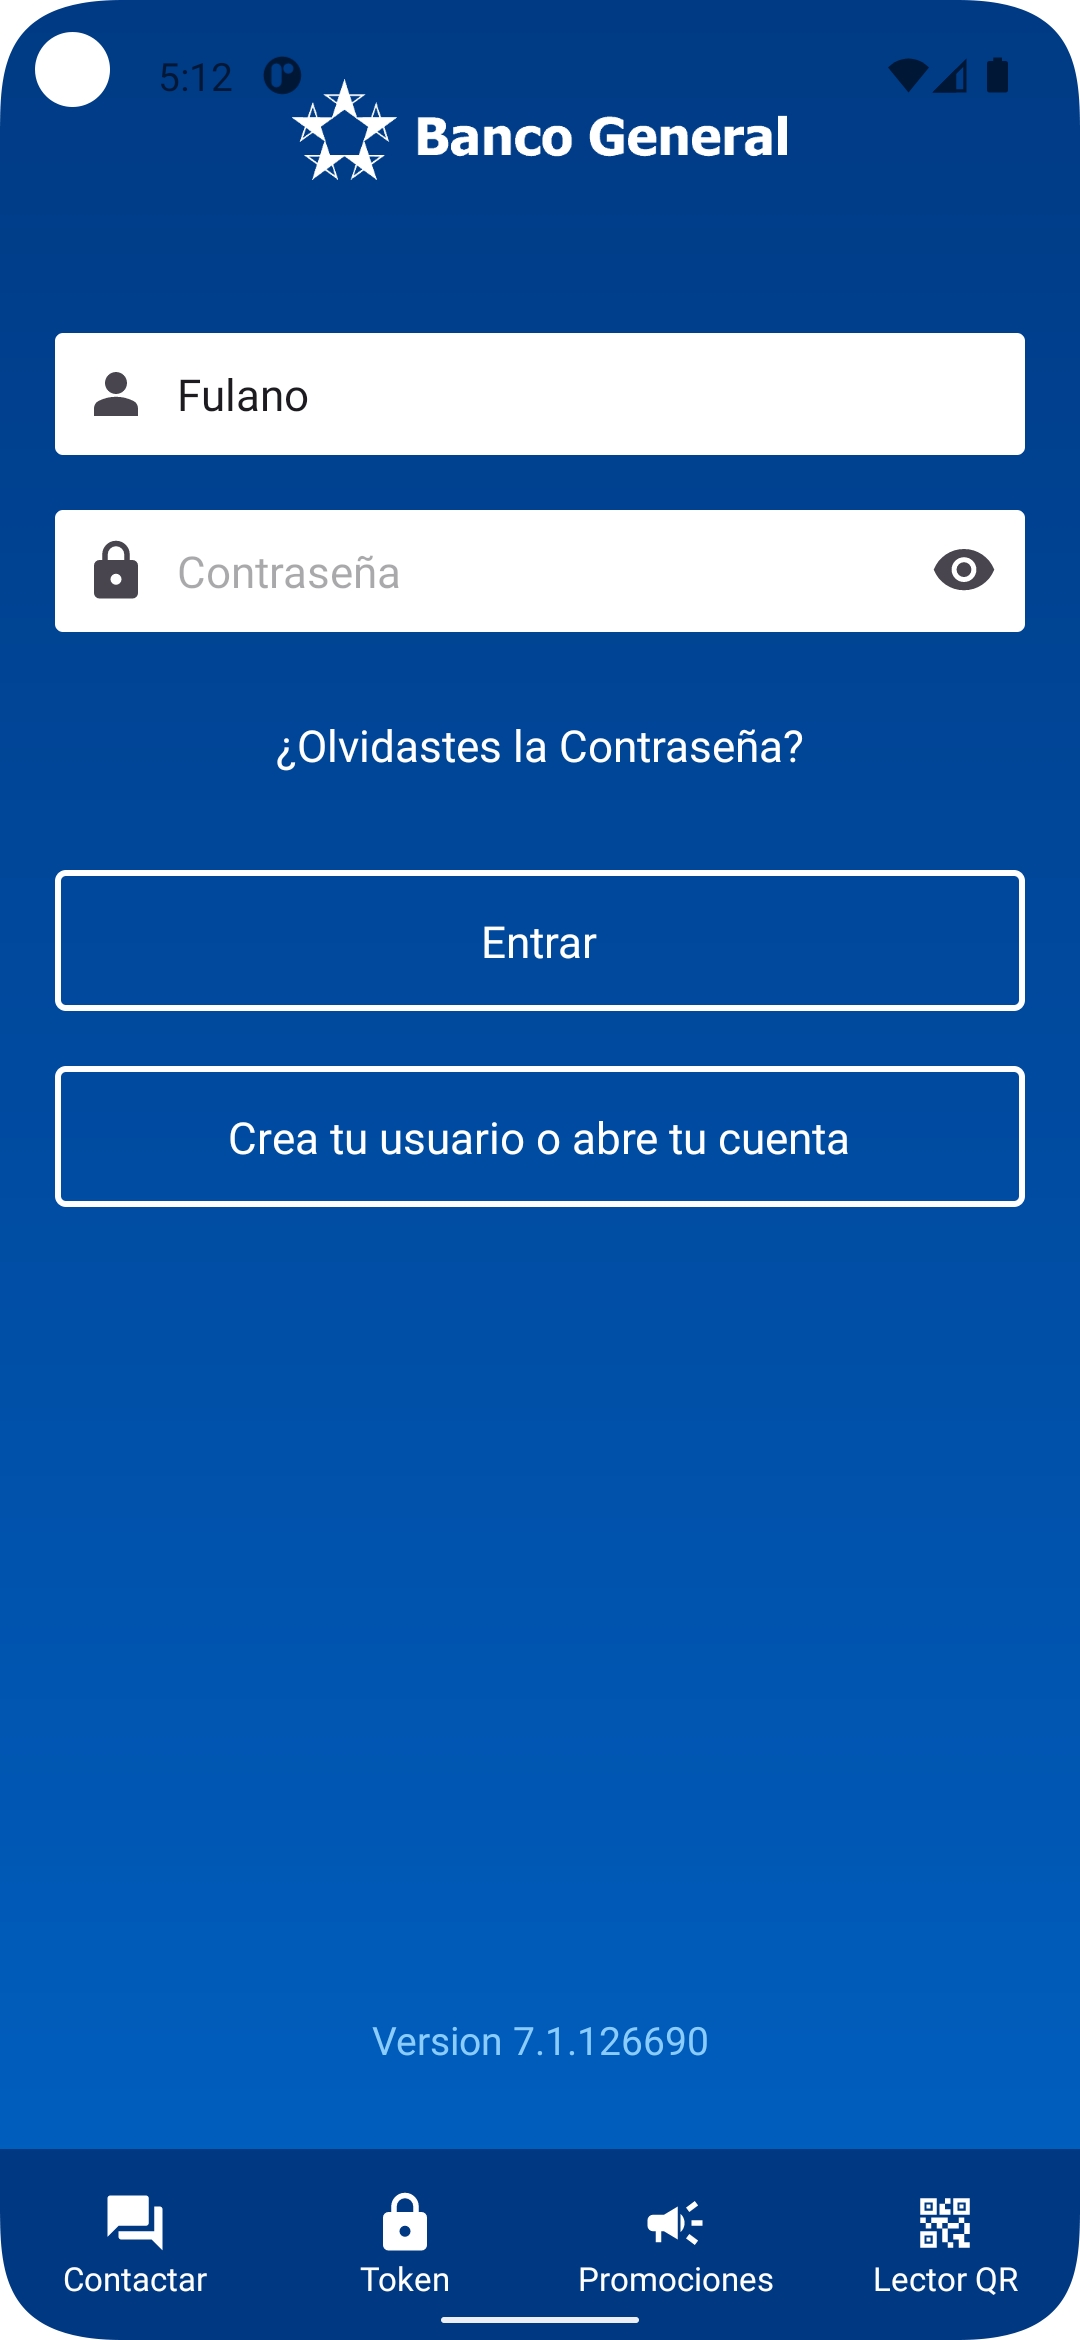 5:12
Banco General
Fulano
Contraseña
¿Olvidastes la Contraseña?
Entrar
Crea tu usuario o abre tu cuenta
Version 7.1.126690
Contactar Token Promociones Lector QR